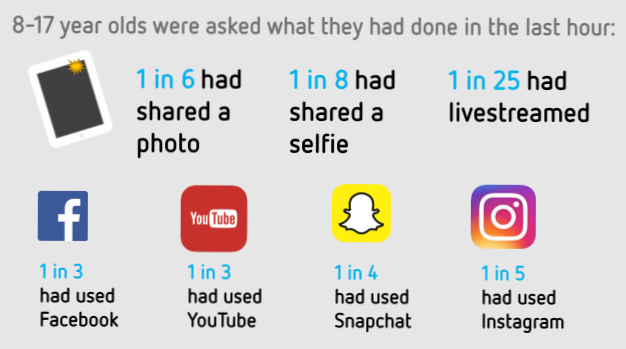 8-17 year olds were asked what they had done in the last hour:
1 in 6 had
shared a
photo
1 in 8 had
shared a
selfie
1 in 25 had
livestreamed
f
You Tube
1 in 3
had used
Facebook
1 in 3
had used
YouTube
1 in 4
had used
Snapchat
1 in 5
had used
Instagram